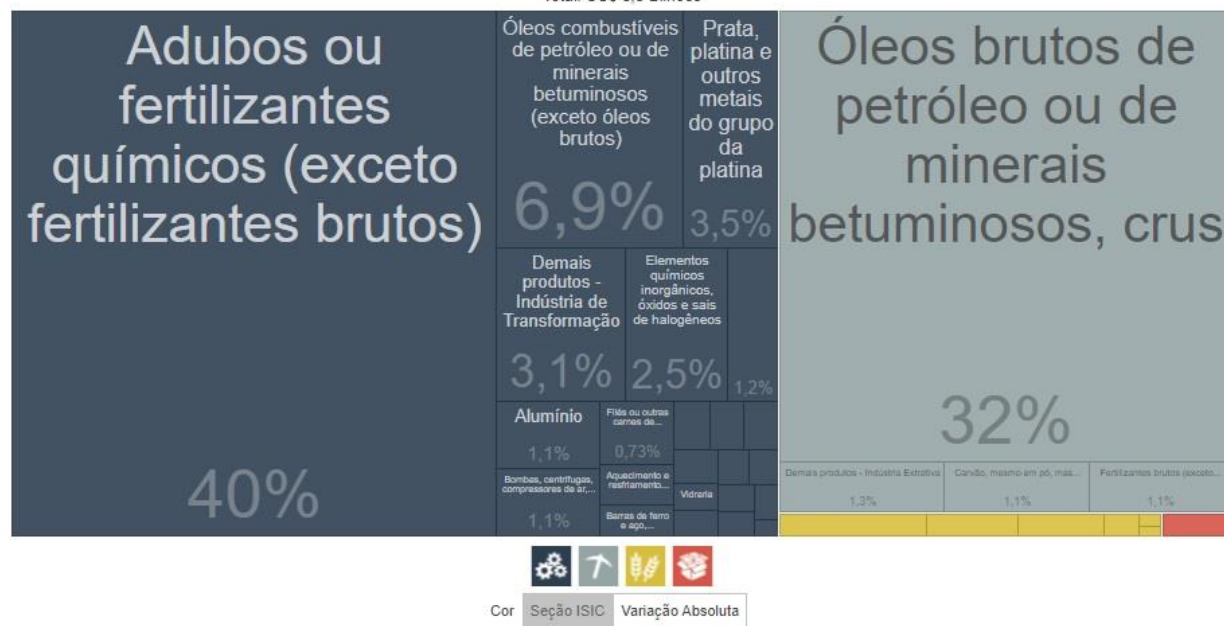 Adubos ou
fertilizantes
químicos (exceto
fertilizantes brutos)
40%
Óleos combustíveis
de petróleo ou de
minerais
betuminosos
(exceto óleos
brutos)
6,9%
Prata,
platina e
outros
metais
do grupo
da
platina
3,5%
Demais
produtos -
Indústria de
Transformação
3,1%
Elementos
químicos
inorgânicos,
óxidos e sais
de halogêneos
2,5%
1,2%
Alumínio
1,1%
Filés ou outras
carnes de...
0,73%
Bombas, centrífugas,
compressores de ar,...
1,1%
Aquecimento e
resfriamento...
Barras de ferro
e aço,...
Vidraria
Óleos brutos de
petróleo ou de
minerais
betuminosos, crus
32%
Demais produtos - Indústria Extrativa
1,3%
Carvão, mesmo em pó, mas...
1,1%
Fertilizantes brutos (exceto...
1,1%
Cor Seção ISIC Variação Absoluta